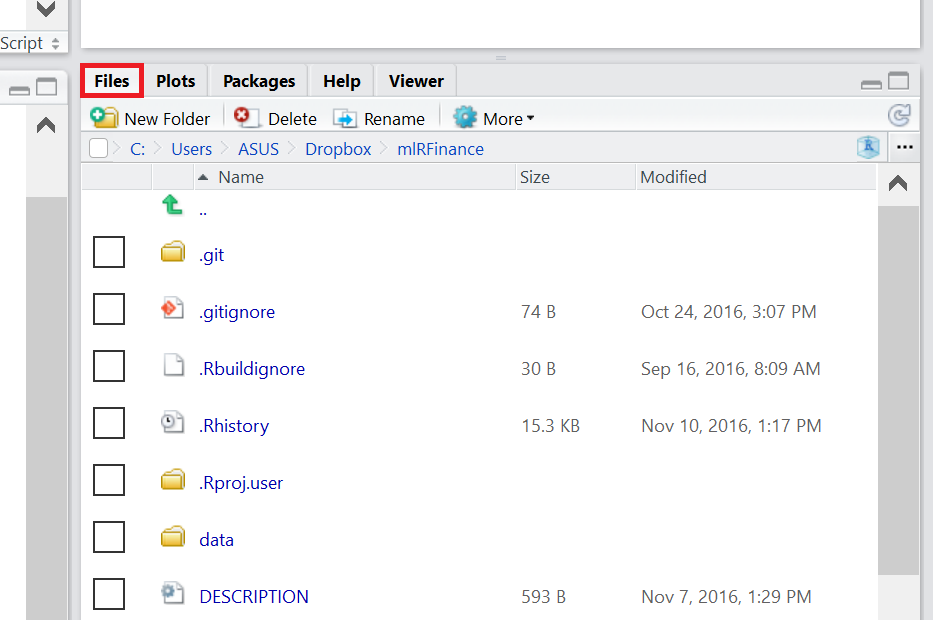 Script
Files Plots Packages Help Viewer
New Folder Delete Rename More
C: Users ASUS Dropbox mlRFinance ...
Name Size Modified
..
.git
.gitignore 74 B Oct 24, 2016, 3:07 PM
.Rbuildignore 30 B Sep 16, 2016, 8:09 AM
.Rhistory 15.3 KB Nov 10, 2016, 1:17 PM
.Rproj.user
data
DESCRIPTION 593 B Nov 7, 2016, 1:29 PM